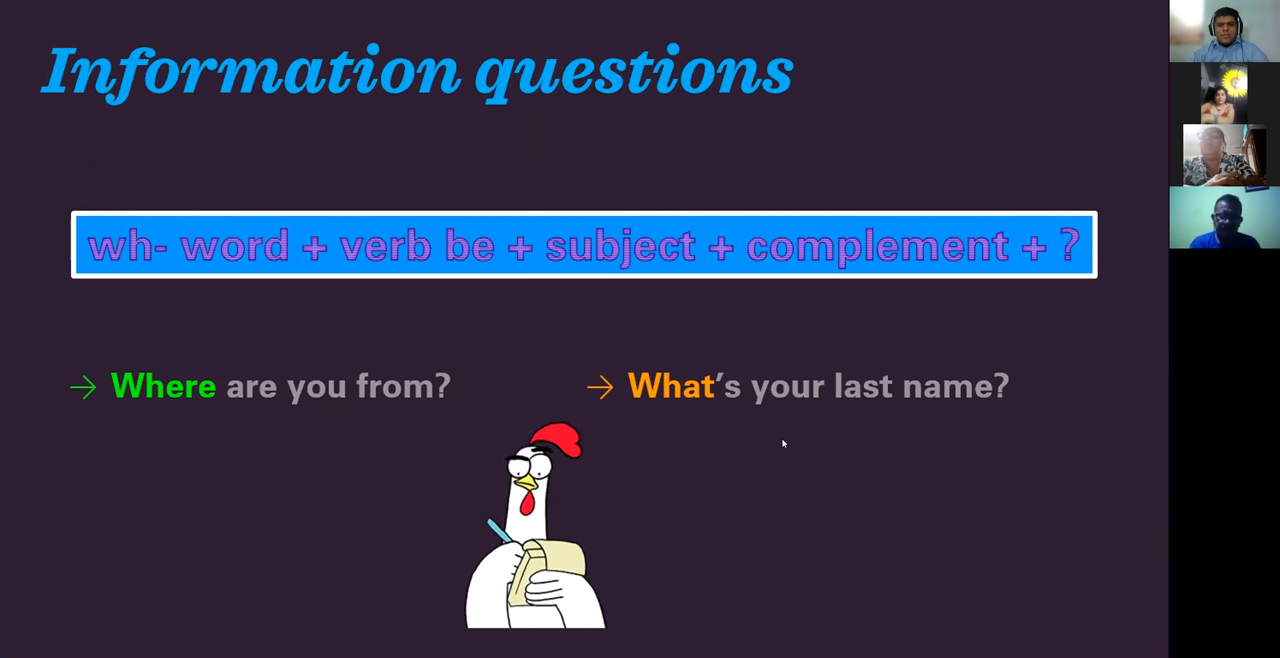 Information questions
wh- word + verb be + subject + complement + ?
→ Where are you from?
→ What’s your last name?